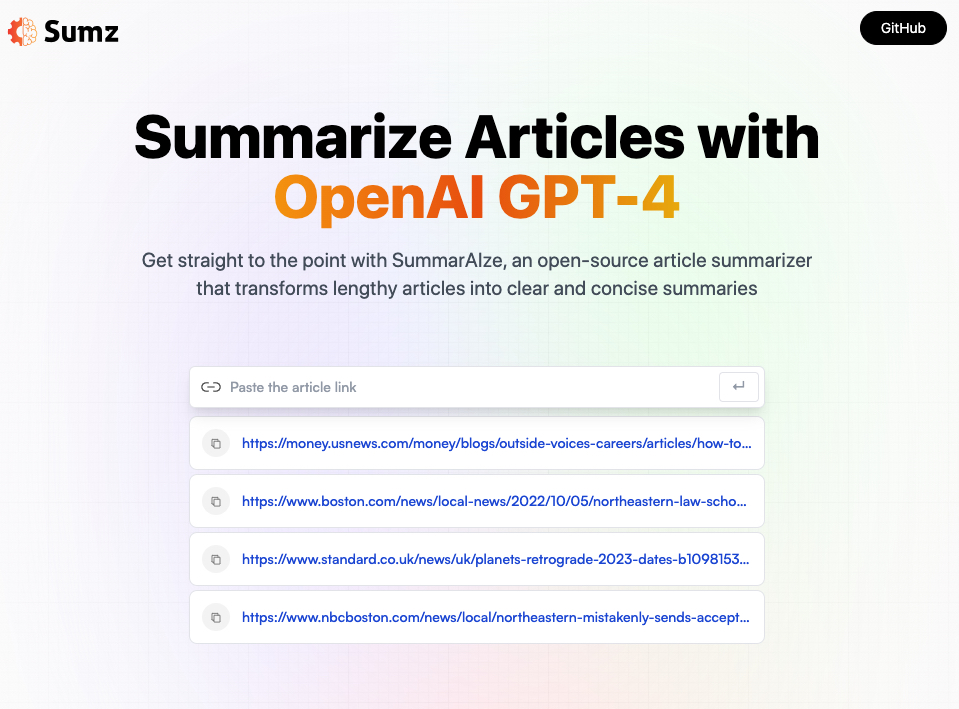 Sumz
GitHub
Summarize Articles with
OpenAI GPT-4
Get straight to the point with SummarAIze, an open-source article summarizer
that transforms lengthy articles into clear and concise summaries
Paste the article link
https://money.usnews.com/money/blogs/outside-voices-careers/articles/how-to...
https://www.boston.com/news/local-news/2022/10/05/northeastern-law-scho...
https://www.standard.co.uk/news/uk/planets-retrograde-2023-dates-b1098153...
https://www.nbcboston.com/news/local/northeastern-mistakenly-sends-accept...